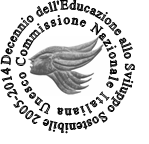 Decennio dell'Educazione allo Sviluppo Sostenibile 2005-2014
Unesco Commissione Nazionale Italiana